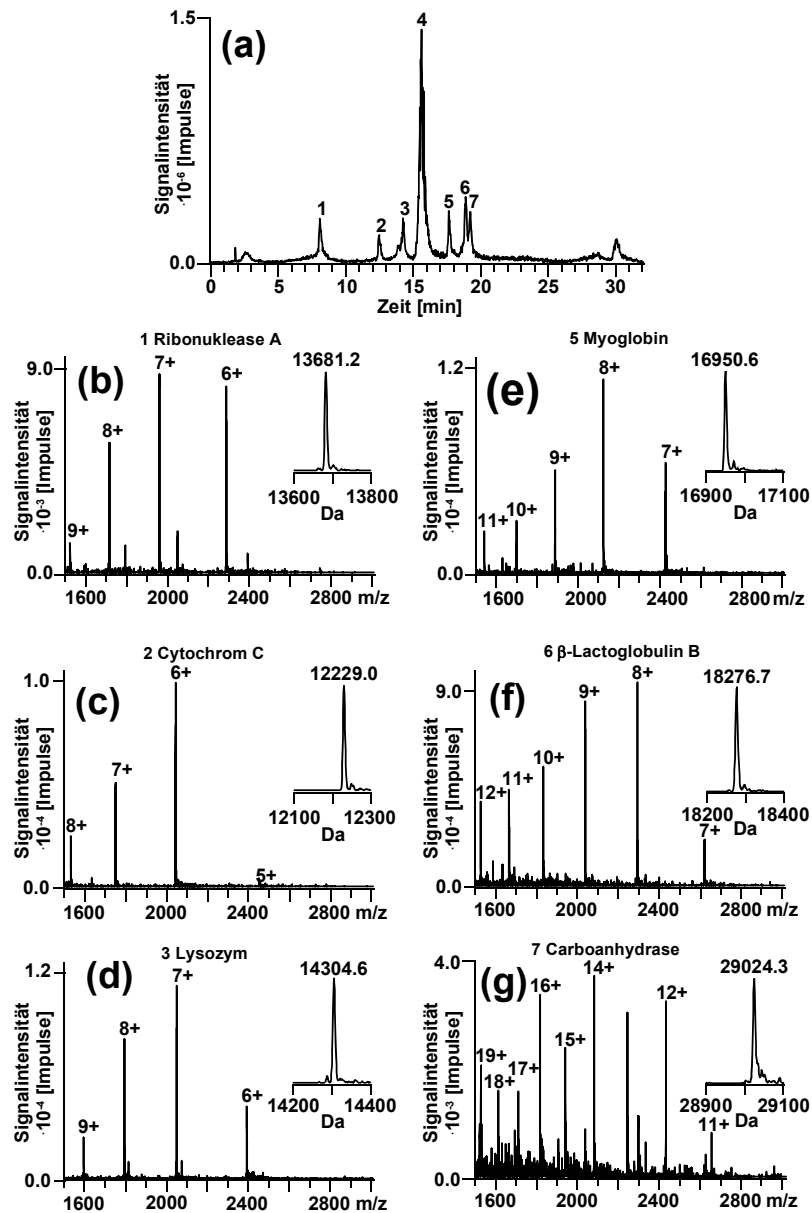 1.5
(a)
Signalintensität
·10⁻⁶ [Impulse]
4
1
2
3
5
6
7
0.0
0 5 10 15 20 25 30
Zeit [min]
1 Ribonuklease A
9.0
(b)
Signalintensität
·10⁻³ [Impulse]
9+
8+
7+
6+
13681.2
13600 13800
Da
0.0
1600 2000 2400 2800 m/z
5 Myoglobin
1.2
(e)
Signalintensität
·10⁻⁴ [Impulse]
11+
10+
9+
8+
7+
16950.6
16900 17100
Da
0.0
1600 2000 2400 2800 m/z
2 Cytochrom C
1.0
(c)
Signalintensität
·10⁻⁴ [Impulse]
8+
7+
6+
5+
12229.0
12100 12300
Da
0.0
1600 2000 2400 2800 m/z
6 β-Lactoglobulin B
9.0
(f)
Signalintensität
·10⁻⁴ [Impulse]
12+
11+
10+
9+
8+
7+
18276.7
18200 18400
Da
0.0
1600 2000 2400 2800 m/z
3 Lysozym
1.2
(d)
Signalintensität
·10⁻⁴ [Impulse]
9+
8+
7+
6+
14304.6
14200 14400
Da
0.0
1600 2000 2400 2800 m/z
7 Carboanhydrase
4.0
(g)
Signalintensität
·10⁻³ [Impulse]
19+
18+
17+
16+
15+
14+
12+
11+
29024.3
28900 29100
Da
0.0
1600 2000 2400 2800 m/z